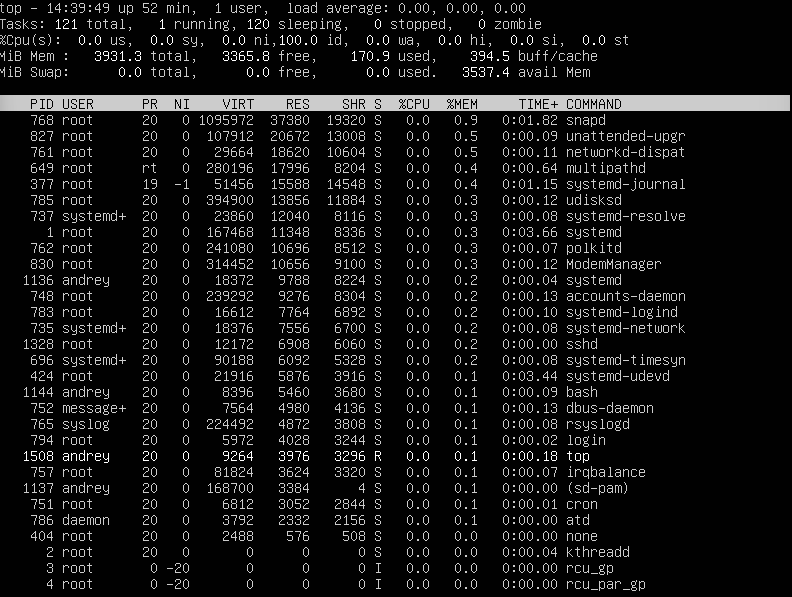 top - 14:39:49 up 52 min,  1 user,  load average: 0.00, 0.00, 0.00
Tasks: 121 total,   1 running, 120 sleeping,   0 stopped,   0 zombie
%Cpu(s):  0.0 us,  0.0 sy,  0.0 ni,100.0 id,  0.0 wa,  0.0 hi,  0.0 si,  0.0 st
MiB Mem :   3931.3 total,   3365.8 free,    170.9 used,    394.5 buff/cache
MiB Swap:      0.0 total,      0.0 free,      0.0 used.   3537.4 avail Mem
PID USER      PR  NI    VIRT    RES    SHR S  %CPU  %MEM     TIME+ COMMAND
768 root      20   0 1095972  37380  19320 S   0.0   0.9   0:01.82 snapd
827 root      20   0  107912  20672  13008 S   0.0   0.5   0:00.09 unattended-upgr
761 root      20   0   29664  18620  10604 S   0.0   0.5   0:00.11 networkd-dispat
649 root      rt   0  280196  17996   8204 S   0.0   0.4   0:00.64 multipathd
377 root      19  -1   51456  15588  14548 S   0.0   0.4   0:01.15 systemd-journal
785 root      20   0  394900  13856  11884 S   0.0   0.3   0:00.12 udisksd
737 systemd+  20   0   23860  12040   8116 S   0.0   0.3   0:00.08 systemd-resolve
1 root      20   0  167468  11348   8336 S   0.0   0.3   0:03.66 systemd
762 root      20   0  241080  10696   8512 S   0.0   0.3   0:00.07 polkitd
830 root      20   0  314452  10656   9100 S   0.0   0.3   0:00.12 ModemManager
1136 andrey    20   0   18372   9788   8224 S   0.0   0.2   0:00.04 systemd
748 root      20   0  239292   9276   8304 S   0.0   0.2   0:00.13 accounts-daemon
783 root      20   0   16612   7764   6892 S   0.0   0.2   0:00.10 systemd-logind
735 systemd+  20   0   18376   7556   6700 S   0.0   0.2   0:00.08 systemd-network
1328 root      20   0   12172   6908   6060 S   0.0   0.2   0:00.00 sshd
696 systemd+  20   0   90188   6092   5328 S   0.0   0.2   0:00.08 systemd-timesyn
424 root      20   0   21916   5876   3916 S   0.0   0.1   0:03.44 systemd-udevd
1144 andrey    20   0    8396   5460   3680 S   0.0   0.1   0:00.09 bash
752 message+  20   0    7564   4980   4136 S   0.0   0.1   0:00.13 dbus-daemon
765 syslog    20   0  224492   4872   3808 S   0.0   0.1   0:00.08 rsyslogd
794 root      20   0    5972   4028   3244 S   0.0   0.1   0:00.02 login
1508 andrey    20   0    9264   3976   3296 R   0.0   0.1   0:00.18 top
757 root      20   0   81824   3624   3320 S   0.0   0.1   0:00.07 irqbalance
1137 andrey    20   0  168700   3384      4 S   0.0   0.1   0:00.00 (sd-pam)
751 root      20   0    6812   3052   2844 S   0.0   0.1   0:00.01 cron
786 daemon    20   0    3792   2332   2156 S   0.0   0.1   0:00.00 atd
404 root      20   0    2488    576    508 S   0.0   0.0   0:00.00 none
2 root      20   0       0      0      0 S   0.0   0.0   0:00.04 kthreadd
3 root       0 -20       0      0      0 I   0.0   0.0   0:00.00 rcu_gp
4 root       0 -20       0      0      0 I   0.0   0.0   0:00.00 rcu_par_gp